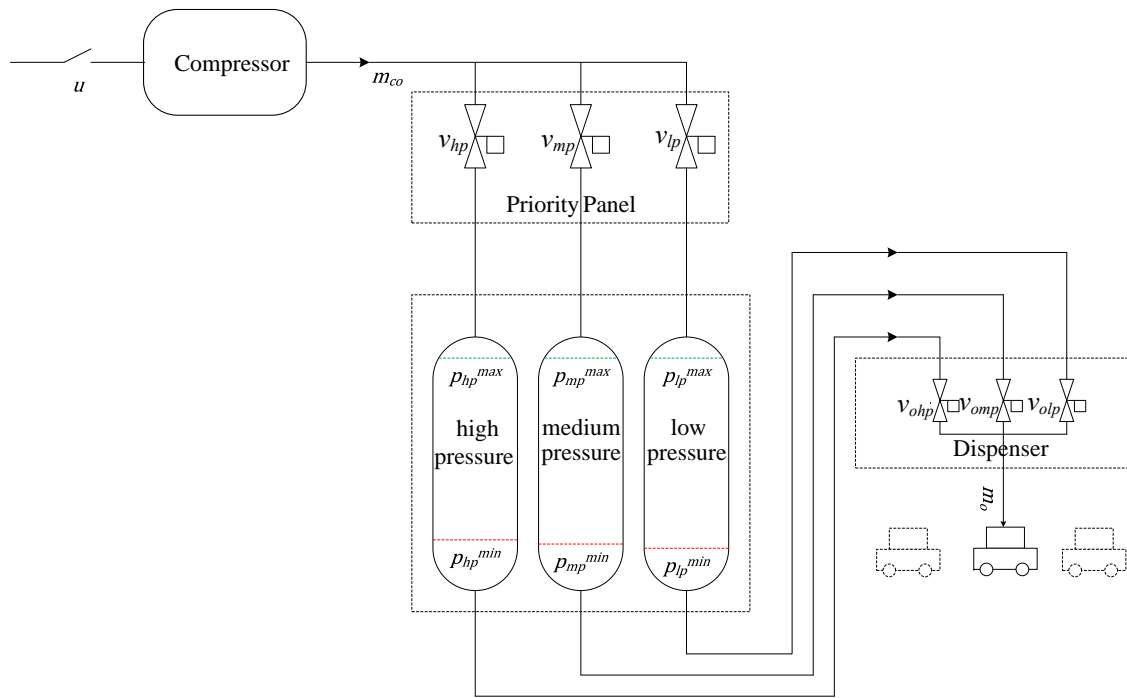 Compressor
u
m_co
v_hp
v_mp
v_lp
Priority Panel
p_hp^max
p_mp^max
p_lp^max
high
pressure
medium
pressure
low
pressure
p_hp^min
p_mp^min
p_lp^min
v_ohp
v_omp
v_olp
Dispenser
m_o